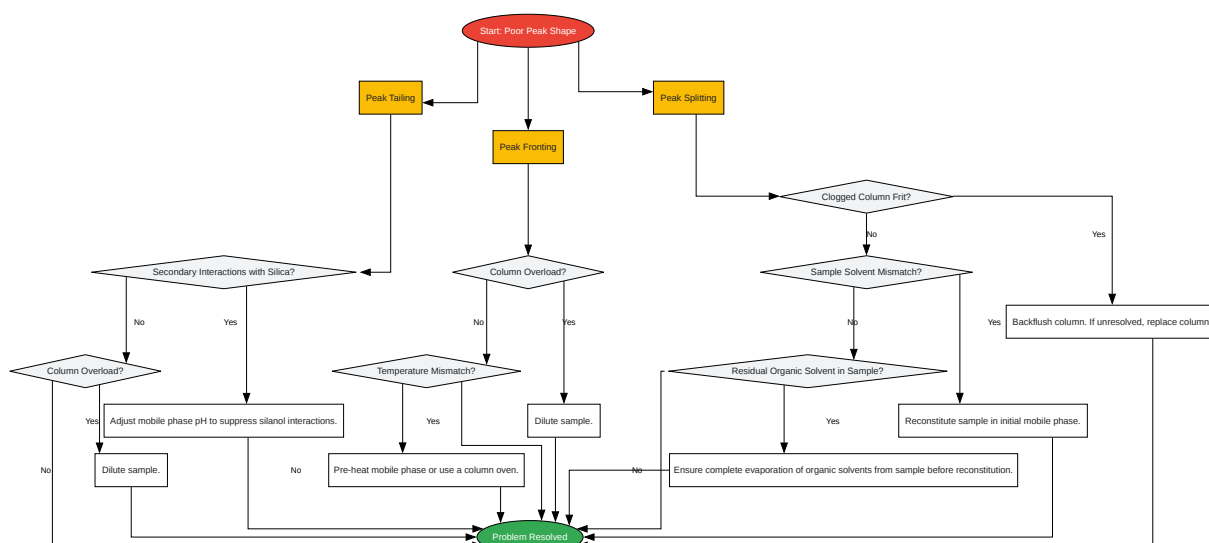 Start: Poor Peak Shape
Peak Tailing
Peak Splitting
Peak Fronting
Clogged Column Frit?
No
Yes
Secondary Interactions with Silica?
Column Overload?
Sample Solvent Mismatch?
No
Yes
No
Yes
No
Yes
Backflush column. If unresolved, replace column
Column Overload?
Temperature Mismatch?
Residual Organic Solvent in Sample?
Yes
Adjust mobile phase pH to suppress silanol interactions.
Yes
Dilute sample.
Yes
Reconstitute sample in initial mobile phase.
No
Dilute sample.
No
Pre-heat mobile phase or use a column oven.
No
Ensure complete evaporation of organic solvents from sample before reconstitution.
Problem Resolved